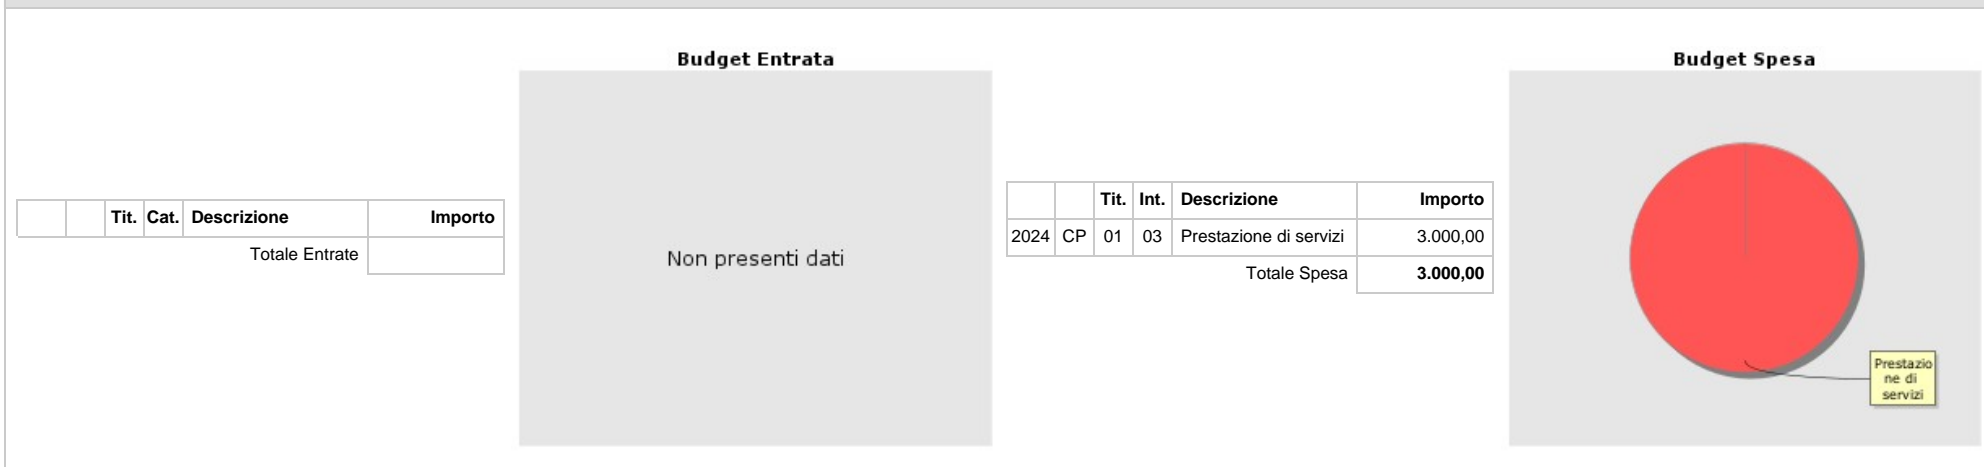 Budget Entrata
Budget Spesa
Tit. Cat. Descrizione Importo
Totale Entrate
Non presenti dati
Tit. Int. Descrizione Importo
2024 CP 01 03 Prestazione di servizi 3.000,00
Totale Spesa 3.000,00
Prestazio
ne di
servizi